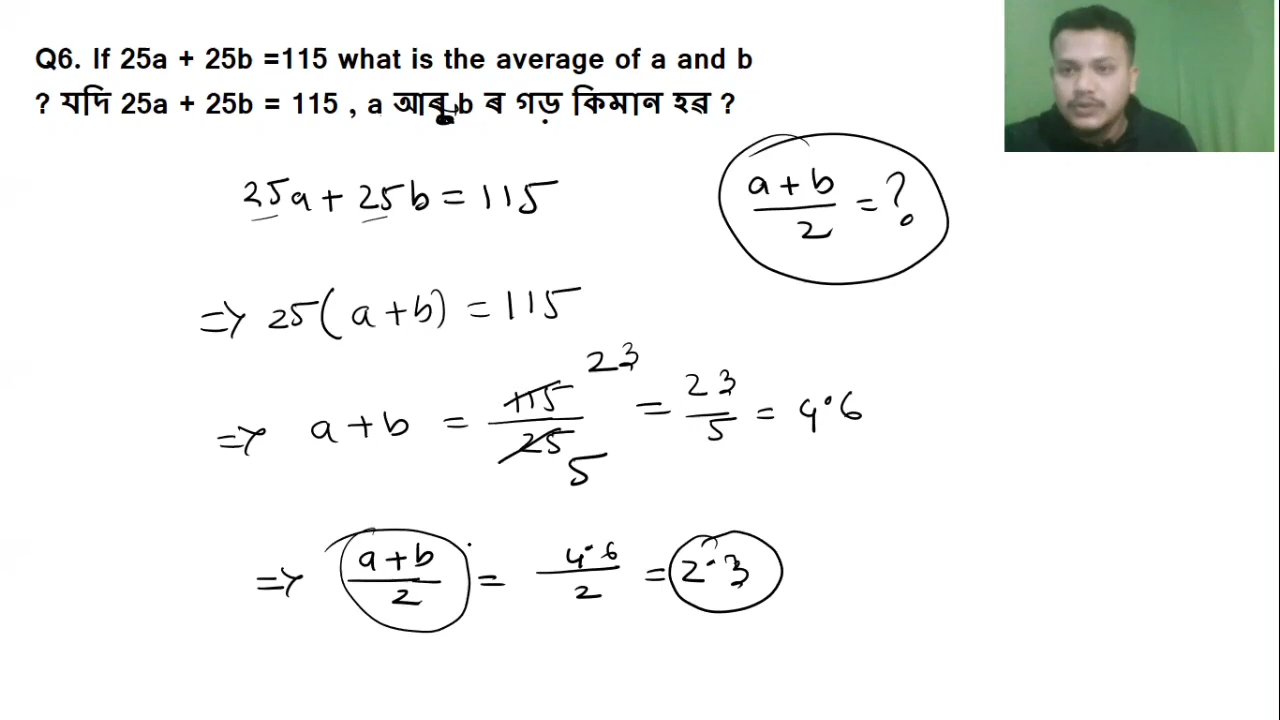 Q6. If 25a + 25b =115 what is the average of a and b
? যদি 25a + 25b = 115 , a আৰু b ৰ গড় কিমান হৱ ?
25a + 25b = 115
a + b / 2 = ?
=> 25(a + b) = 115
=> a + b = 115 / 25 23 5 = 23 / 5 = 4.6
=> a + b / 2 = 4.6 / 2 = 2.3